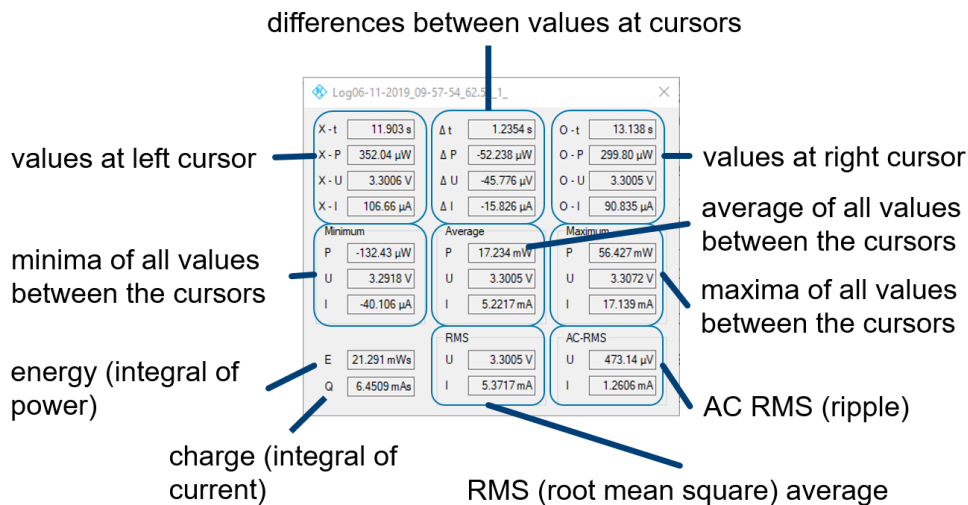 differences between values at cursors
Log06-11-2019_09-57-54_62.5_1_
X - t 11.903 s Δ t 1.2354 s O - t 13.138 s
X - P 352.04 µW Δ P -52.238 µW O - P 299.80 µW
X - U 3.3006 V Δ U -45.776 µV O - U 3.3005 V
X - I 106.66 µA Δ I -15.826 µA O - I 90.835 µA
values at left cursor
values at right cursor
Minimum Average Maximum
P -132.43 µW P 17.234 mW P 56.427 mW
U 3.2918 V U 3.3005 V U 3.3072 V
I -40.106 µA I 5.2217 mA I 17.139 mA
average of all values
between the cursors
minima of all values
between the cursors
maxima of all values
between the cursors
RMS AC-RMS
E 21.291 mWs U 3.3005 V U 473.14 µV
Q 6.4509 mAs I 5.3717 mA I 1.2606 mA
energy (integral of
power)
AC RMS (ripple)
charge (integral of
current)
RMS (root mean square) average